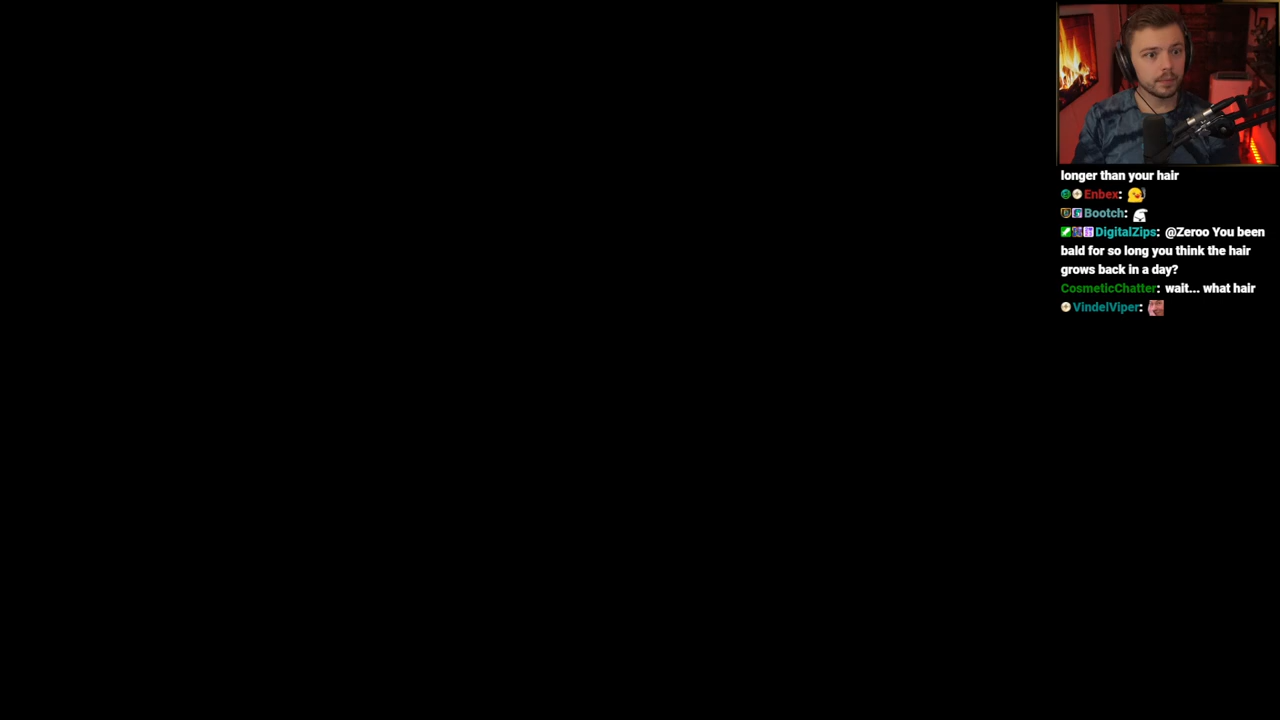 longer than your hair
Enbex:
Bootch:
DigitalZips: @Zeroo You been
bald for so long you think the hair
grows back in a day?
CosmeticChatter: wait... what hair
VindelViper: